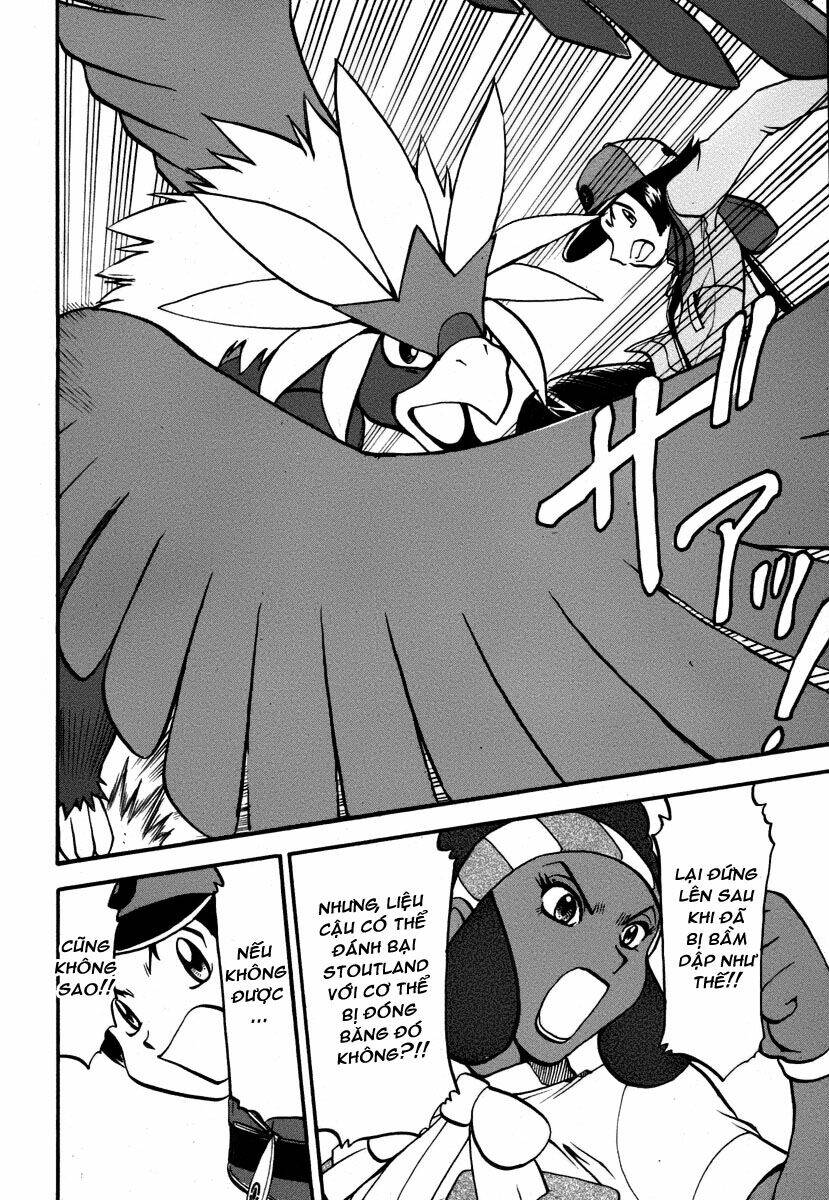 ザアッ
LẠI ĐỨNG
LÊN SAU
KHI ĐÃ
BỊ BẦM
DẬP NHƯ
THẾ!!
NHƯNG, LIỆU
CẬU CÓ THỂ
ĐÁNH BẠI
STOUTLAND
VỚI CƠ THỂ
BỊ ĐÓNG
BĂNG ĐÓ
KHÔNG?!!
NẾU
KHÔNG
ĐƯỢC
...
CŨNG
KHÔNG
SAO!!